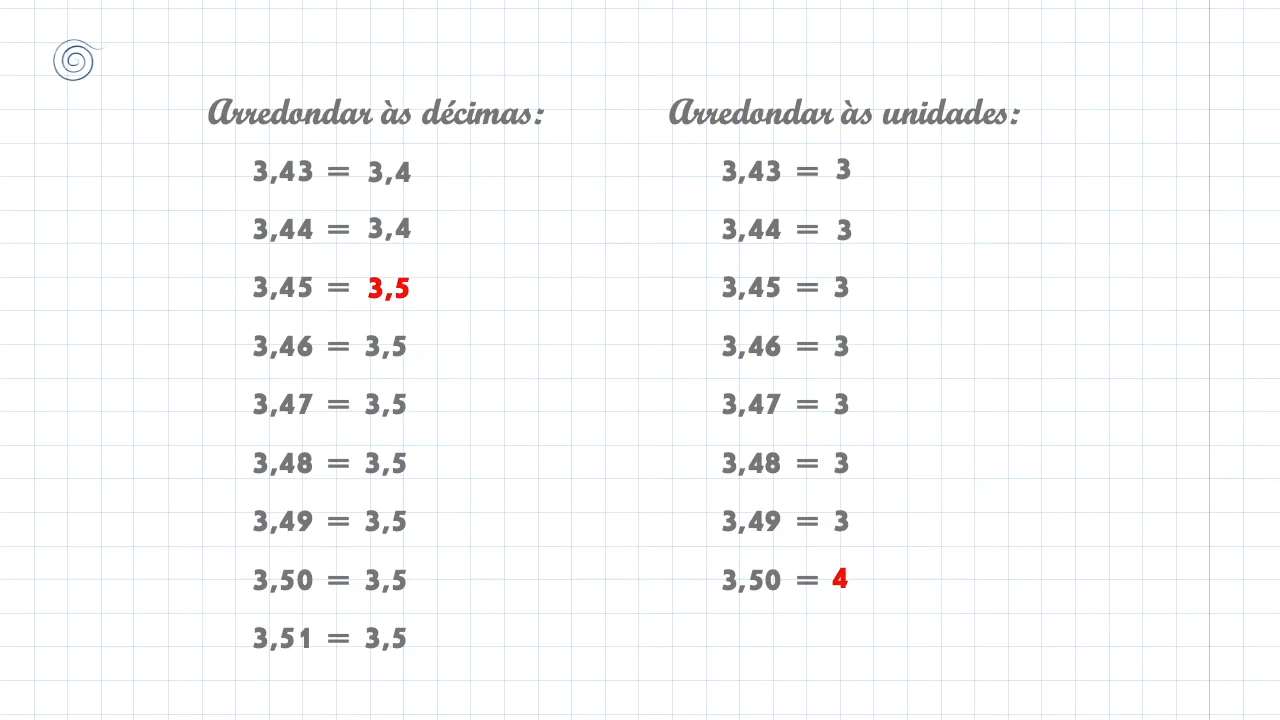 Arredondar às décimas:
3,43 = 3,4
3,44 = 3,4
3,45 = 3,5
3,46 = 3,5
3,47 = 3,5
3,48 = 3,5
3,49 = 3,5
3,50 = 3,5
3,51 = 3,5
Arredondar às unidades:
3,43 = 3
3,44 = 3
3,45 = 3
3,46 = 3
3,47 = 3
3,48 = 3
3,49 = 3
3,50 = 4